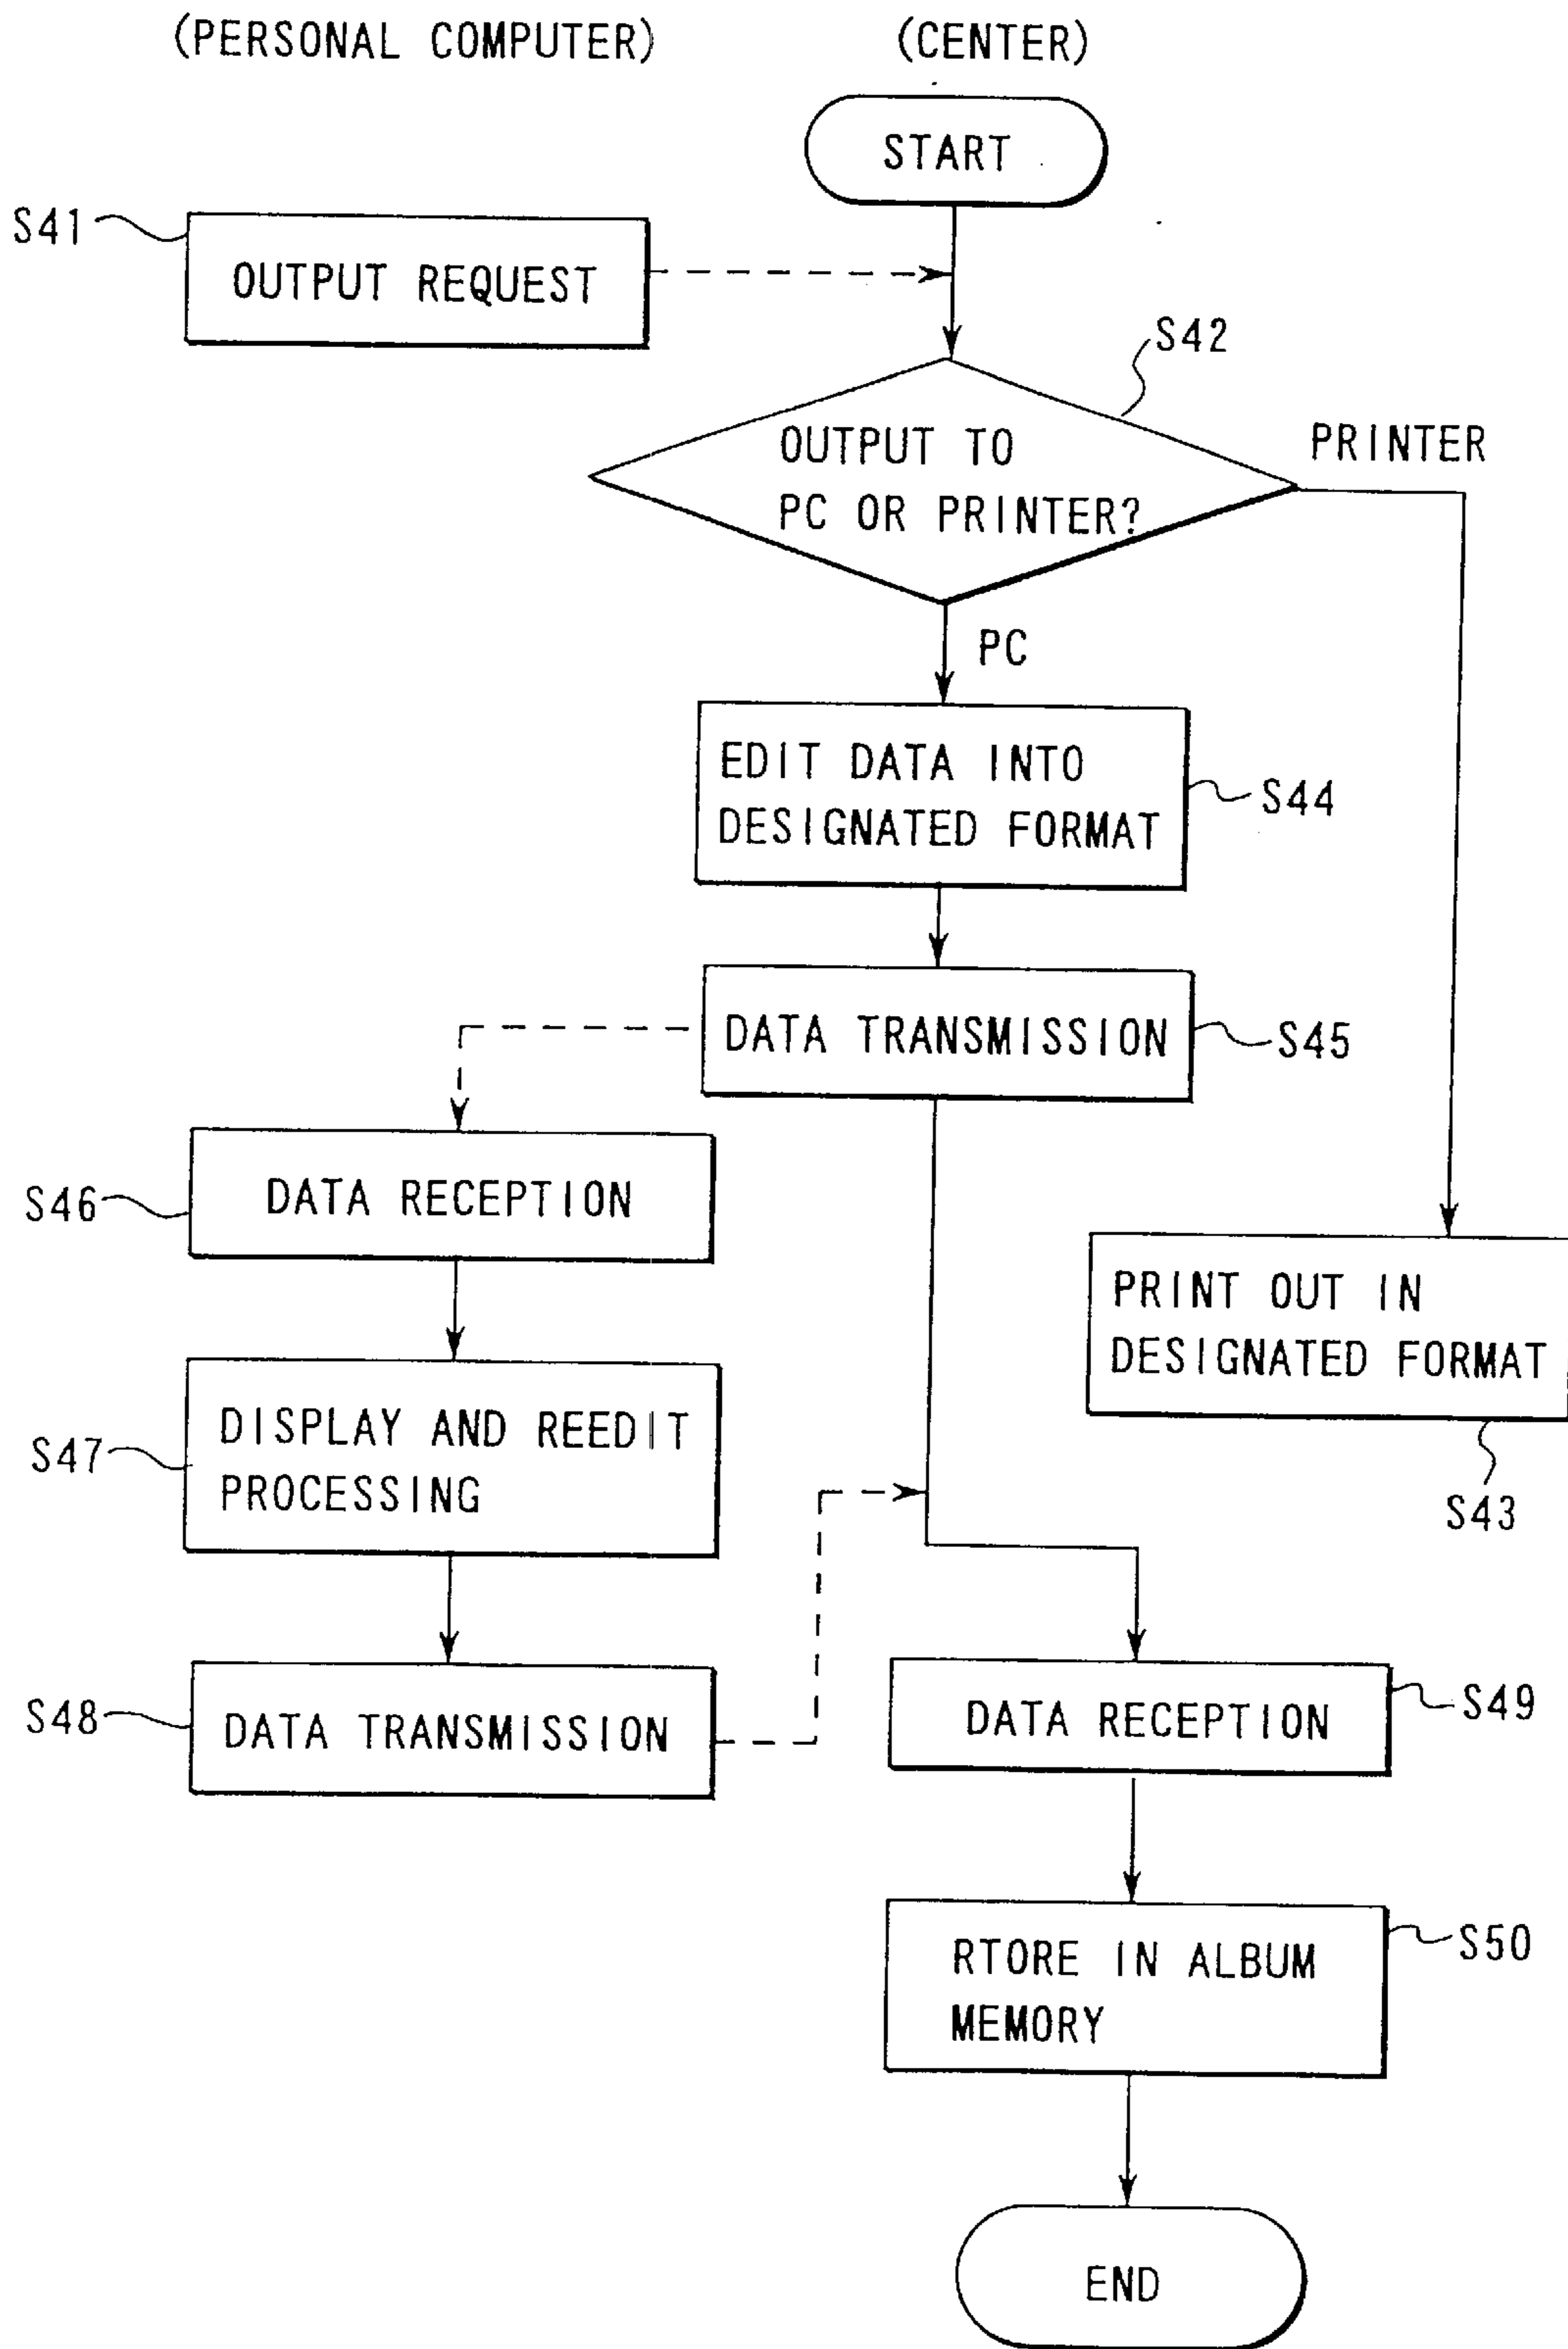 (PERSONAL COMPUTER)
(CENTER)
START
S41
OUTPUT REQUEST
S42
OUTPUT TO
PC OR PRINTER?
PRINTER
PC
EDIT DATA INTO
DESIGNATED FORMAT
S44
DATA TRANSMISSION
S45
S46
DATA RECEPTION
PRINT OUT IN
DESIGNATED FORMAT
S43
S47
DISPLAY AND REEDIT
PROCESSING
S48
DATA TRANSMISSION
DATA RECEPTION
S49
RTORE IN ALBUM
MEMORY
S50
END